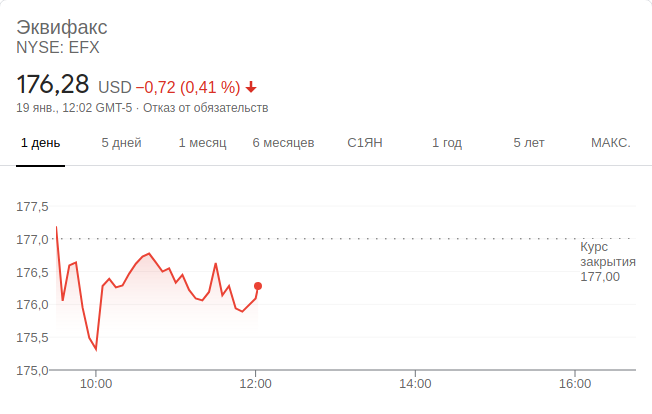 Эквифакс
NYSE: EFX
176,28 USD −0,72 (0,41 %)
19 янв., 12:02 GMT-5 · Отказ от обязательств
1 день 5 дней 1 месяц 6 месяцев С1ЯН 1 год 5 лет МАКС.
177,5
177,0
Курс
закрытия
177,00
176,5
176,0
175,5
175,0
10:00 12:00 14:00 16:00